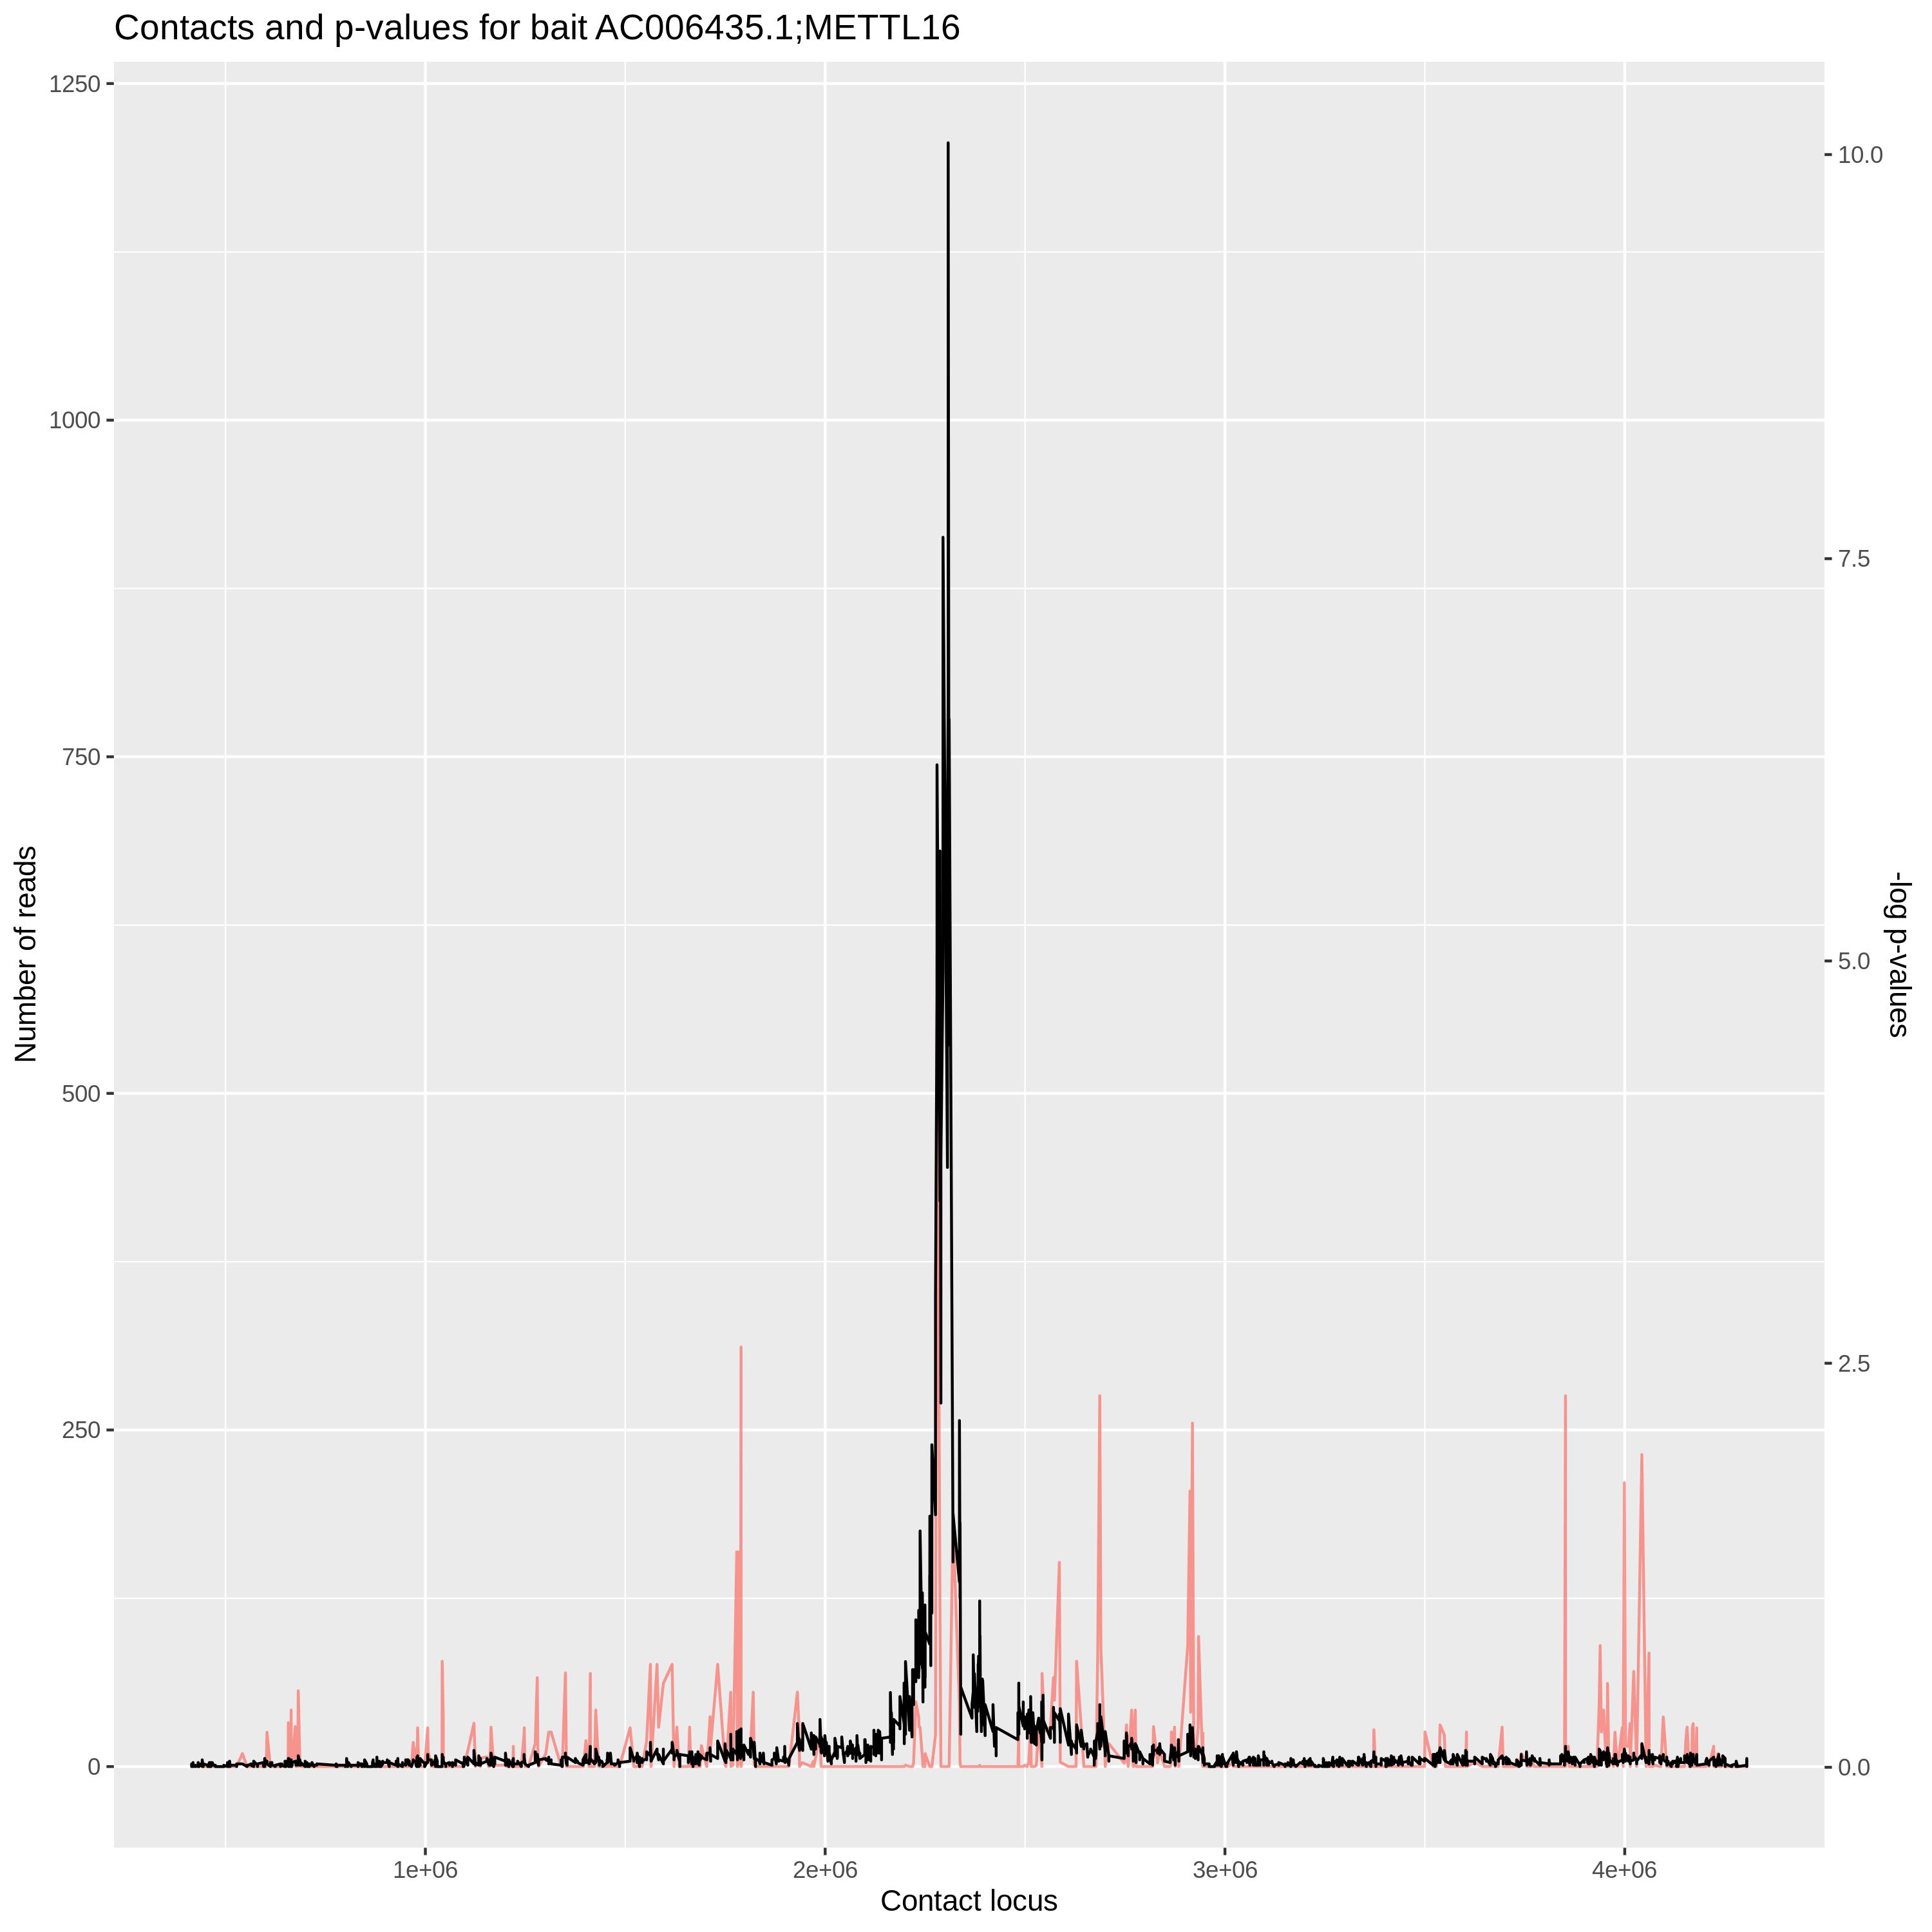 Contacts and p-values for bait AC006435.1;METTL16
1250
1000
750
500
250
0
10.0
7.5
5.0
2.5
0.0
Number of reads
-log p-values
1e+06
2e+06
3e+06
4e+06
Contact locus